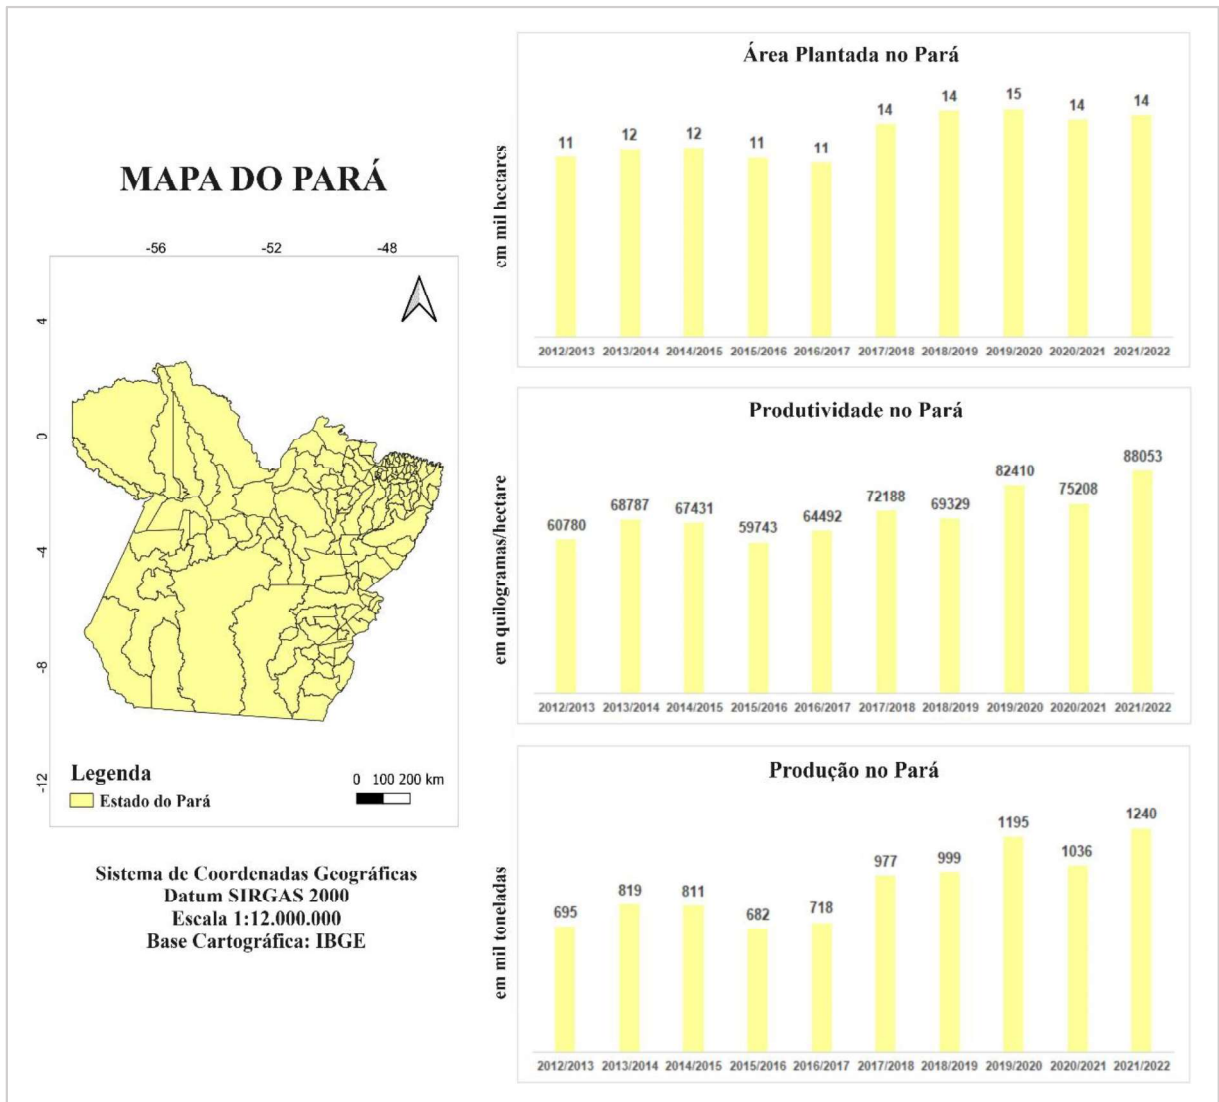 MAPA DO PARÁ
-56 -52 -48
4
0
-4
-8
-12
Legenda
Estado do Pará
0 100 200 km
Sistema de Coordenadas Geográficas
Datum SIRGAS 2000
Escala 1:12.000.000
Base Cartográfica: IBGE
Área Plantada no Pará
em mil hectares
11 12 12 11 11 14 14 15 14 14
2012/2013 2013/2014 2014/2015 2015/2016 2016/2017 2017/2018 2018/2019 2019/2020 2020/2021 2021/2022
Produtividade no Pará
em quilogramas/hectare
60780 68787 67431 59743 64492 72188 69329 82410 75208 88053
2012/2013 2013/2014 2014/2015 2015/2016 2016/2017 2017/2018 2018/2019 2019/2020 2020/2021 2021/2022
Produção no Pará
em mil toneladas
695 819 811 682 718 977 999 1195 1036 1240
2012/2013 2013/2014 2014/2015 2015/2016 2016/2017 2017/2018 2018/2019 2019/2020 2020/2021 2021/2022